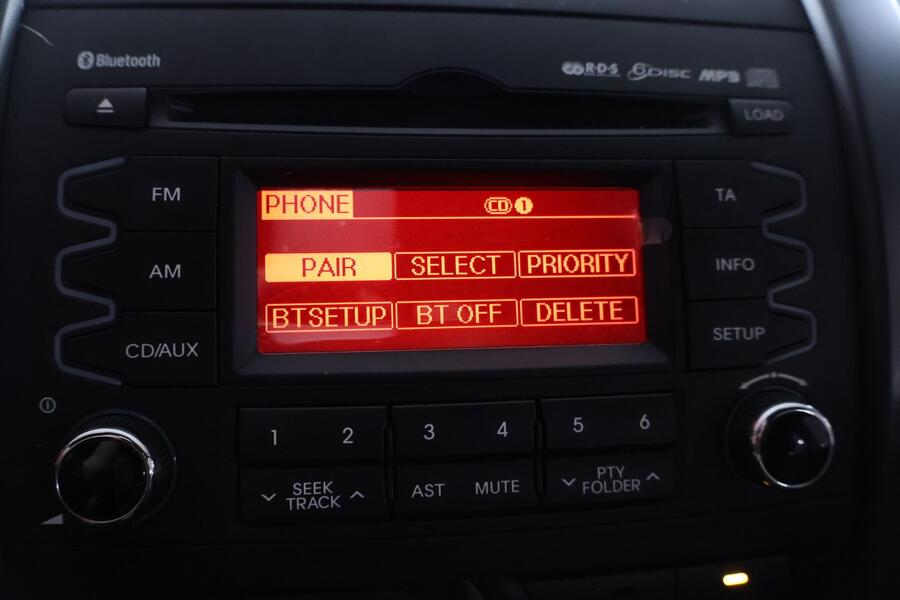 Bluetooth
R·D·S 6DISC MP3
LOAD
FM
AM
CD/AUX
PHONE CD 1
PAIR SELECT PRIORITY
BTSETUP BT OFF DELETE
TA
INFO
SETUP
1 2 3 4 5 6
SEEK
TRACK
AST MUTE
PTY
FOLDER